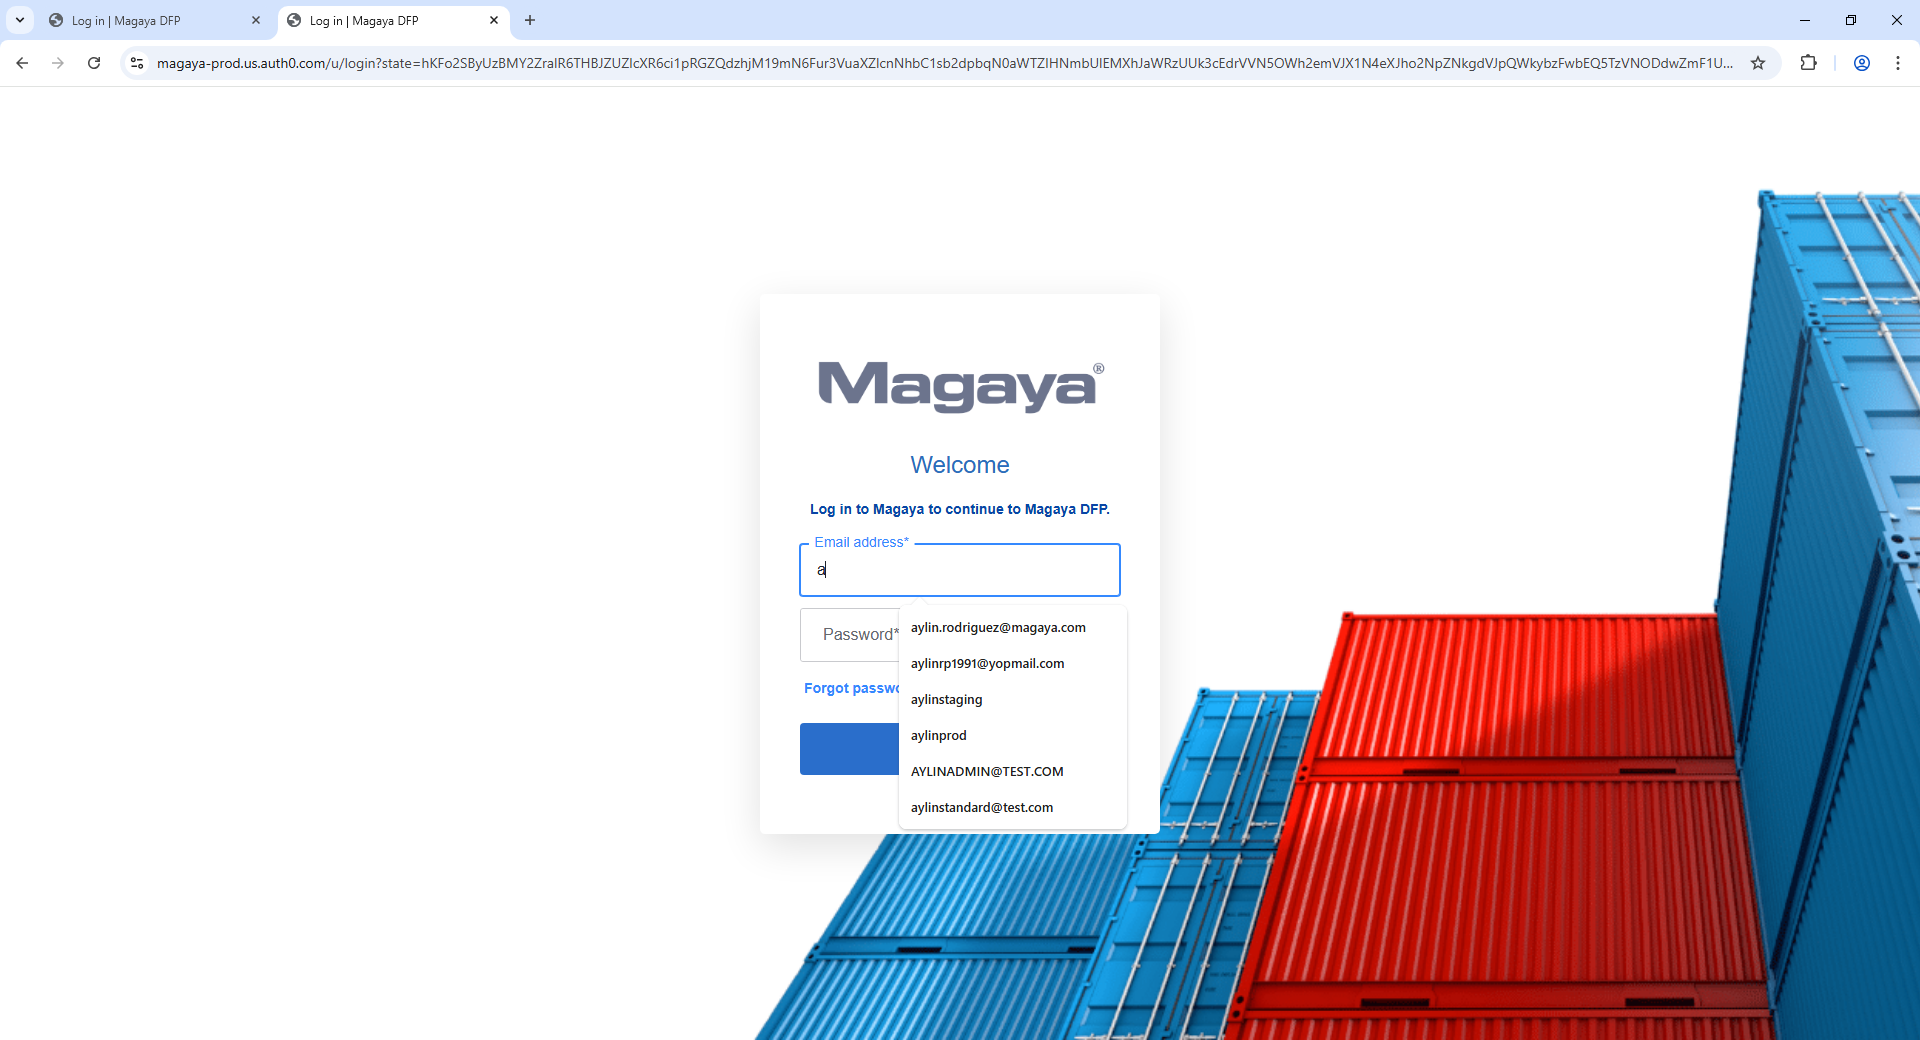 Log in | Magaya DFP
Log in | Magaya DFP
magaya-prod.us.auth0.com/u/login?state=hKFo2SByUzBMY2ZralR6THBJZUZlcXR6ci1pRGZQdzhjM19mN6Fur3VuaXZlcnNhbC1sb2dpbqN0aWTZIHNmbUlEMXhJaWRzUUk3cEdrVVN5OWh2emVJX1N4eXJho2NpZNkgdVJpQWkybzFwbEQ5TzVNODdwZmF1U...
Magaya®
Welcome
Log in to Magaya to continue to Magaya DFP.
Email address*
a
Password*
aylin.rodriguez@magaya.com
aylinrp1991@yopmail.com
Forgot passwo
aylinstaging
aylinprod
AYLINADMIN@TEST.COM
aylinstandard@test.com